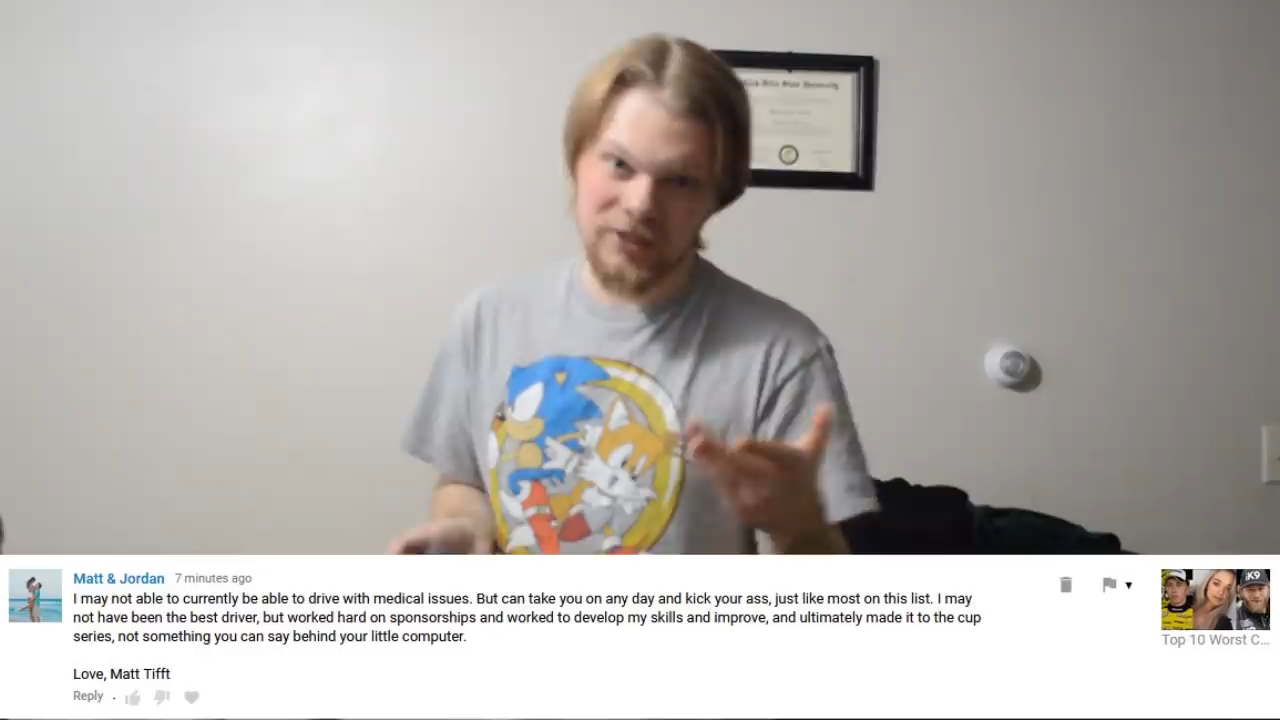 State University
Matt & Jordan 7 minutes ago
I may not able to currently be able to drive with medical issues. But can take you on any day and kick your ass, just like most on this list. I may
not have been the best driver, but worked hard on sponsorships and worked to develop my skills and improve, and ultimately made it to the cup
series, not something you can say behind your little computer.
Love, Matt Tifft
Reply .
K9
Top 10 Worst C...